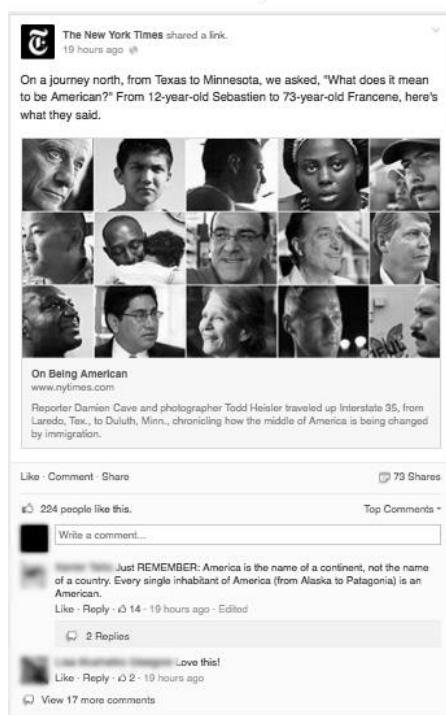 The New York Times shared a link.
19 hours ago
On a journey north, from Texas to Minnesota, we asked, "What does it mean
to be American?" From 12-year-old Sebastien to 73-year-old Francene, here's
what they said.
On Being American
www.nytimes.com
Reporter Damien Cave and photographer Todd Heisler traveled up Interstate 35, from
Laredo, Tex., to Duluth, Minn., chronicling how the middle of America is being changed
by immigration.
Like · Comment · Share
73 Shares
224 people like this.
Top Comments
Write a comment...
Just REMEMBER: America is the name of a continent, not the name
of a country. Every single inhabitant of America (from Alaska to Patagonia) is an
American.
Like · Reply · 14 · 19 hours ago · Edited
2 Replies
Love this!
Like · Reply · 2 · 19 hours ago
View 17 more comments